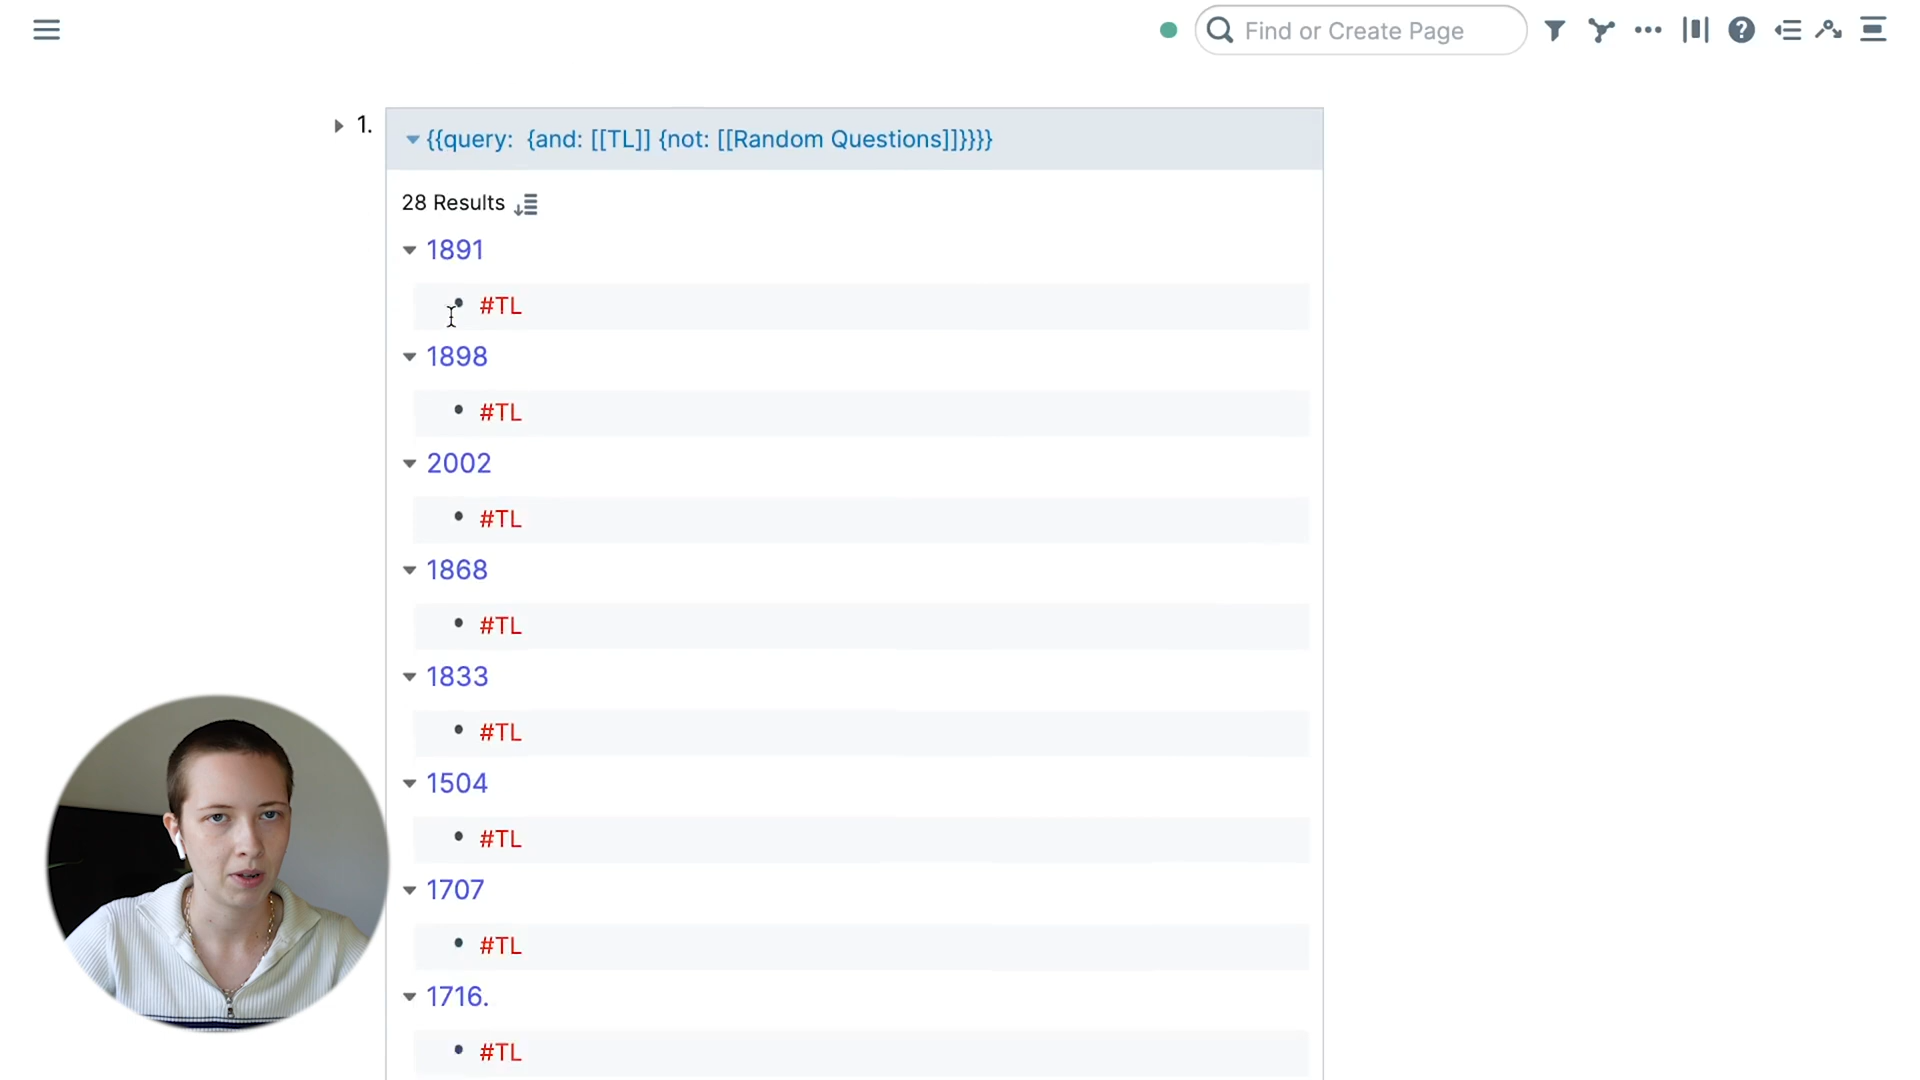 Find or Create Page
1. {{query: {and: [[TL]] {not: [[Random Questions]]}}}}
28 Results
1891
#TL
1898
#TL
2002
#TL
1868
#TL
1833
#TL
1504
#TL
1707
#TL
1716.
#TL